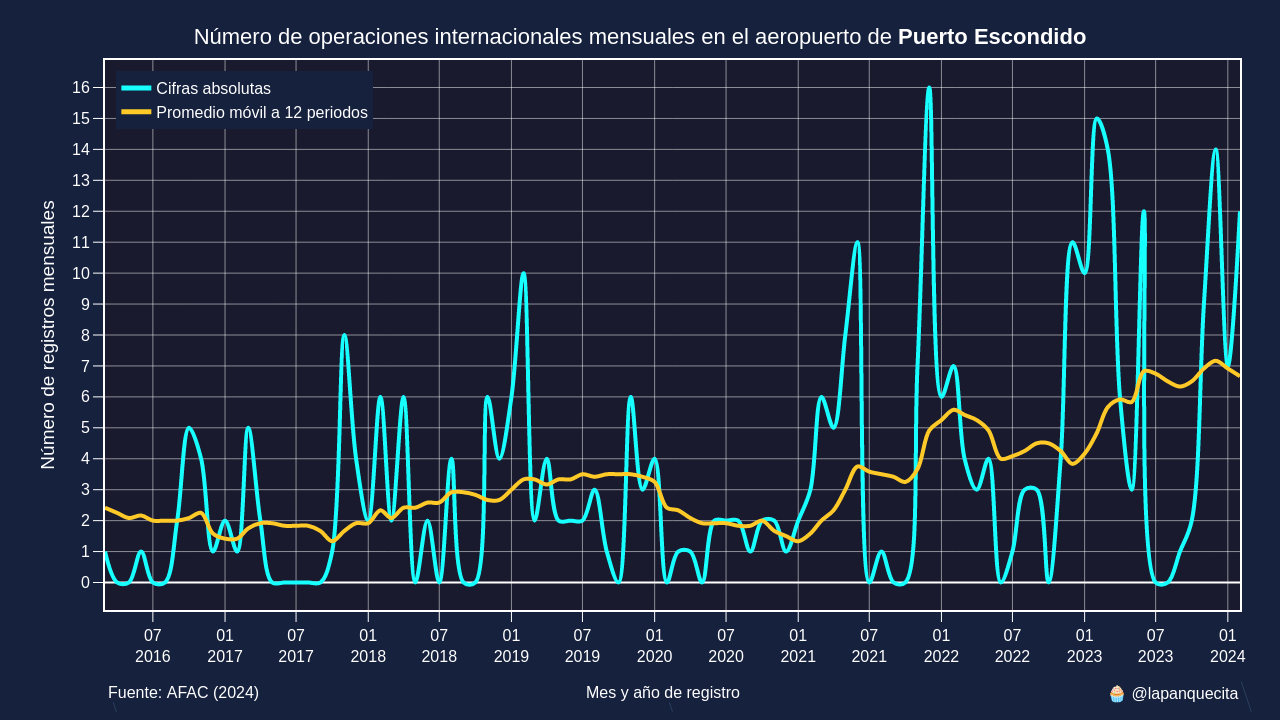 Número de operaciones internacionales mensuales en el aeropuerto de Puerto Escondido
Cifras absolutas
Promedio móvil a 12 periodos
Número de registros mensuales
16
15
14
13
12
11
10
9
8
7
6
5
4
3
2
1
0
07 01 07 01 07 01 07 01 07 01 07 01 07 01 07 01
2016 2017 2017 2018 2018 2019 2019 2020 2020 2021 2021 2022 2022 2023 2023 2024
Fuente: AFAC (2024) Mes y año de registro 🧁 @lapanquecita